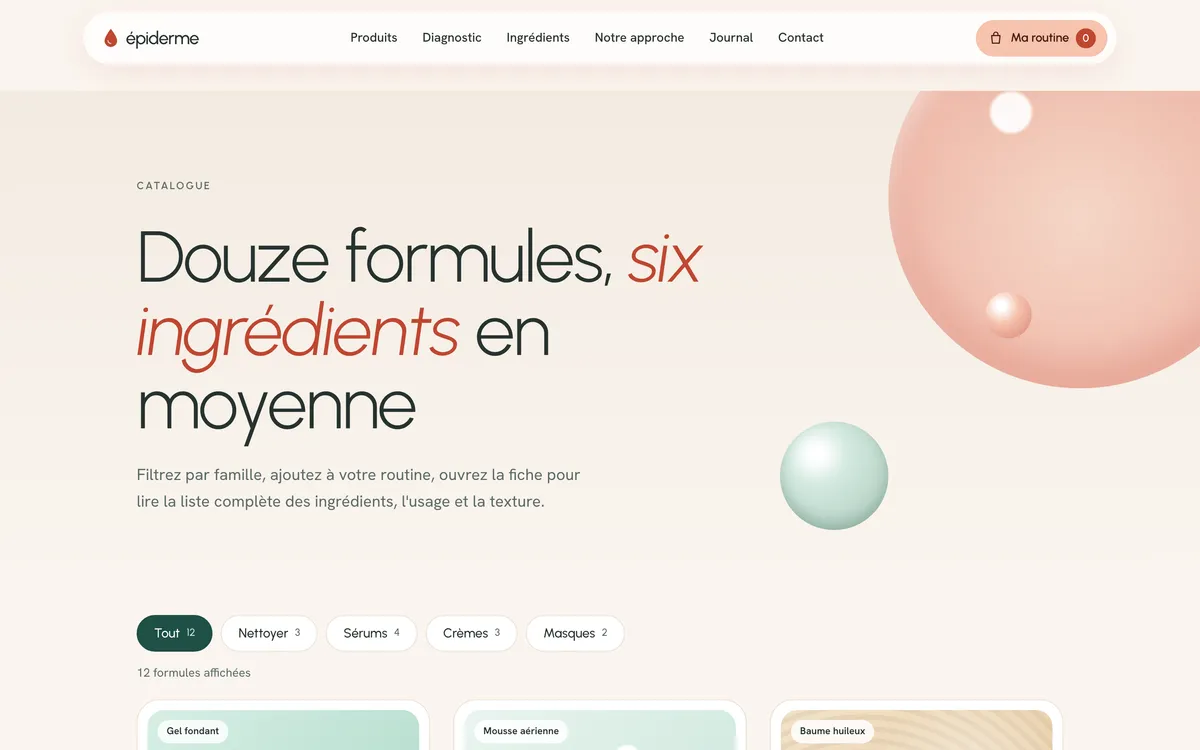 épiderme
Produits
Diagnostic
Ingrédients
Notre approche
Journal
Contact
Ma routine 0
CATALOGUE
Douze formules, six
ingrédients en
moyenne
Filtrez par famille, ajoutez à votre routine, ouvrez la fiche pour
lire la liste complète des ingrédients, l'usage et la texture.
Tout 12
Nettoyer 3
Sérums 4
Crèmes 3
Masques 2
12 formules affichées
Gel fondant
Mousse aérienne
Baume huileux